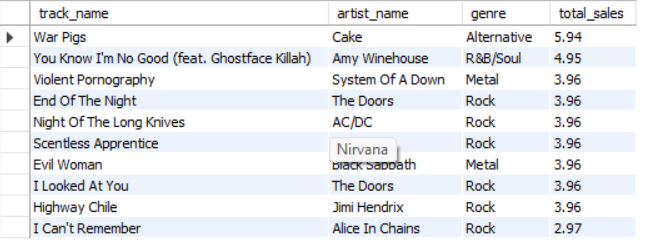 track_name artist_name genre total_sales
War Pigs Cake Alternative 5.94
You Know I'm No Good (feat. Ghostface Killah) Amy Winehouse R&B/Soul 4.95
Violent Pornography System Of A Down Metal 3.96
End Of The Night The Doors Rock 3.96
Night Of The Long Knives AC/DC Rock 3.96
Scentless Apprentice Nirvana Rock 3.96
Evil Woman Black Sabbath Metal 3.96
I Looked At You The Doors Rock 3.96
Highway Chile Jimi Hendrix Rock 3.96
I Can't Remember Alice In Chains Rock 2.97